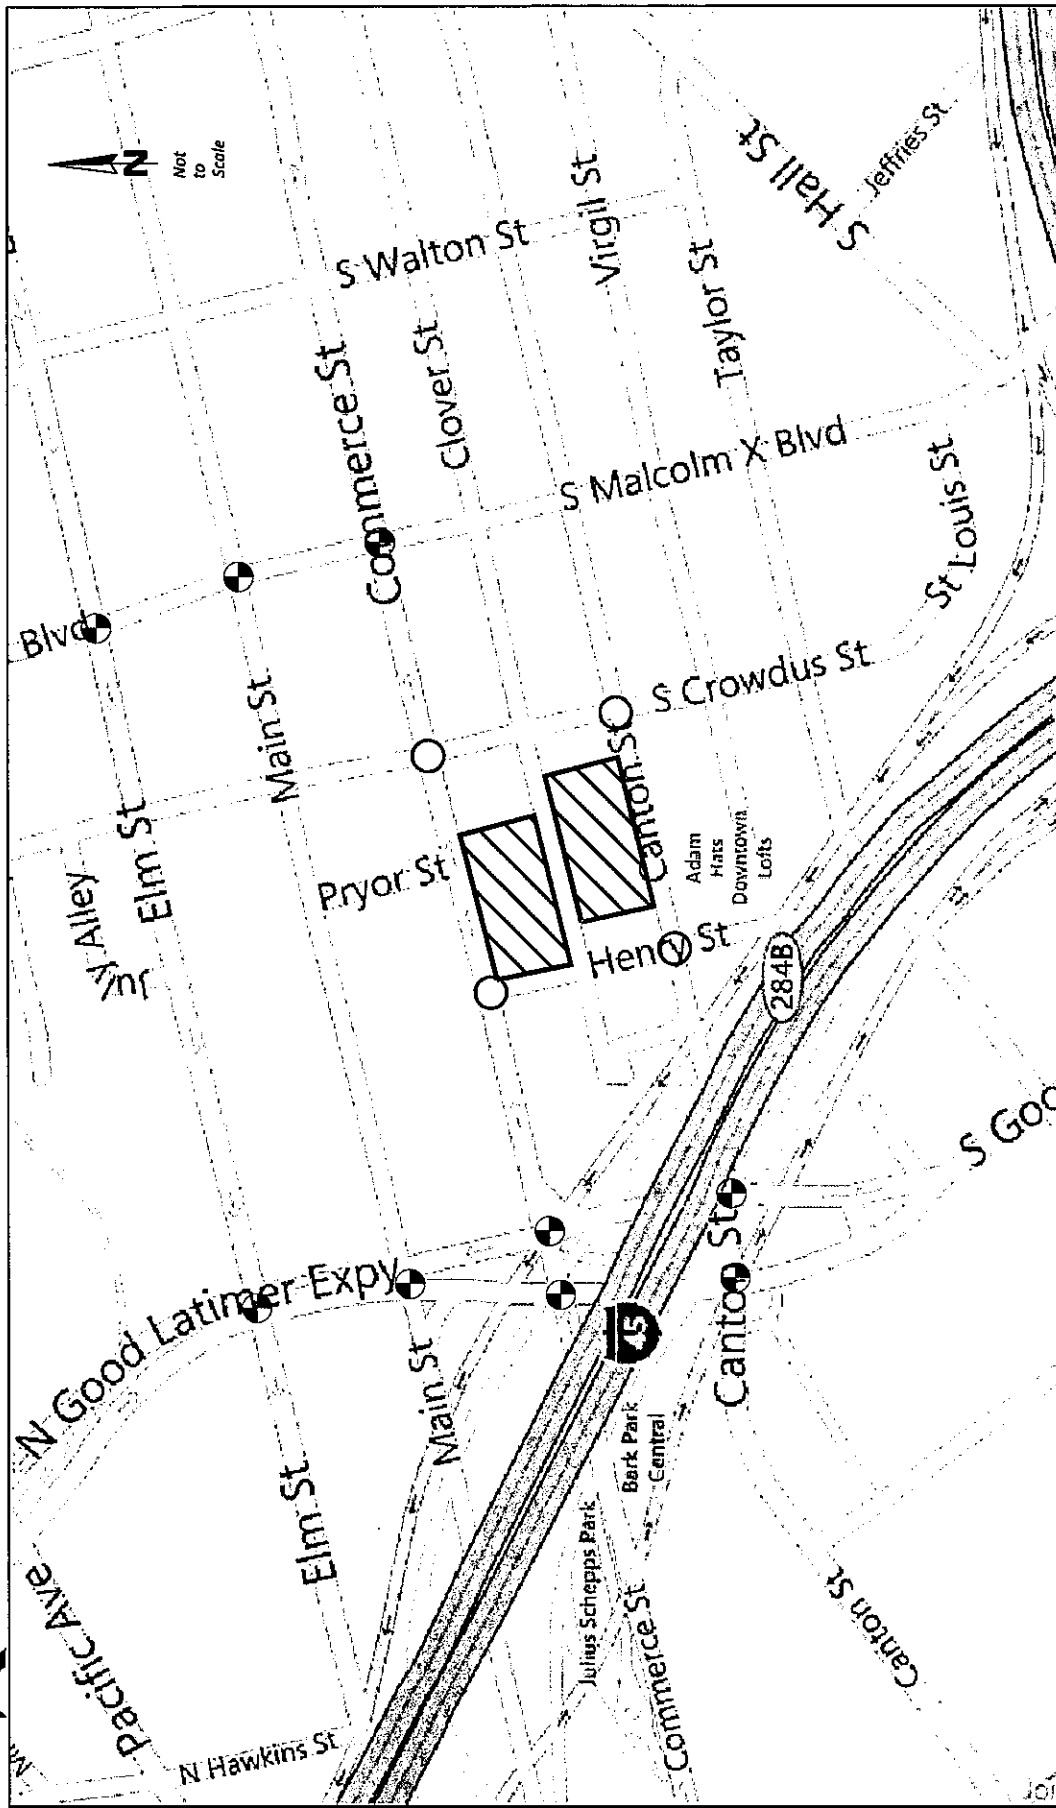 N
Not
to
Scale
Blvd
Elm St
Main St
Commerce St
Clover St
S Walton St
Virgil St
Taylor St
S Hall St
Jeffries St
S Malcolm X Blvd
St Louis St
S Crowdus St
Canton St
Adam
Hats
Downtown
Lofts
Pryor St
Henry St
284B
Alley
N Good Latimer Expy
Main St
Elm St
Pacific Ave
N Hawkins St
45
Bark Park
Central
Julius Schepps Park
Commerce St
Canton St
Canton St
S Goo